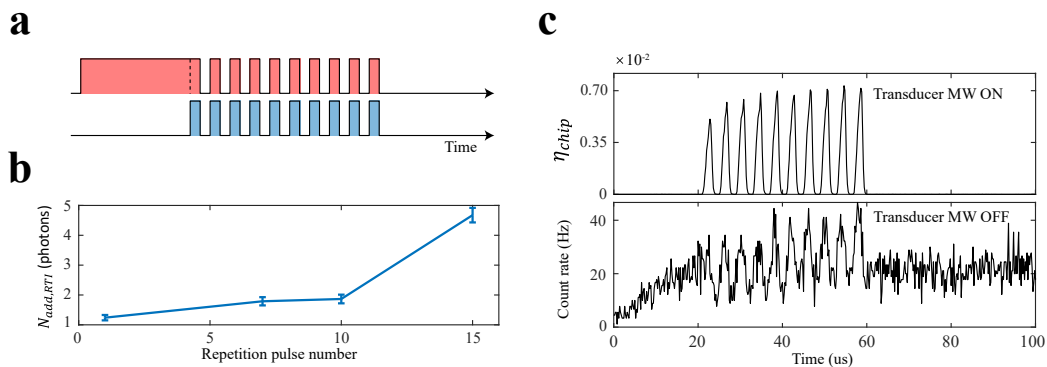 a
Time
b
N_add,RT1 (photons)
5
4
3
2
1
0 5 10 15
Repetition pulse number
c
×10⁻²
0.70
0.35
0
η_chip
Transducer MW ON
Count rate (Hz)
40
20
0
Transducer MW OFF
0 20 40 60 80 100
Time (us)